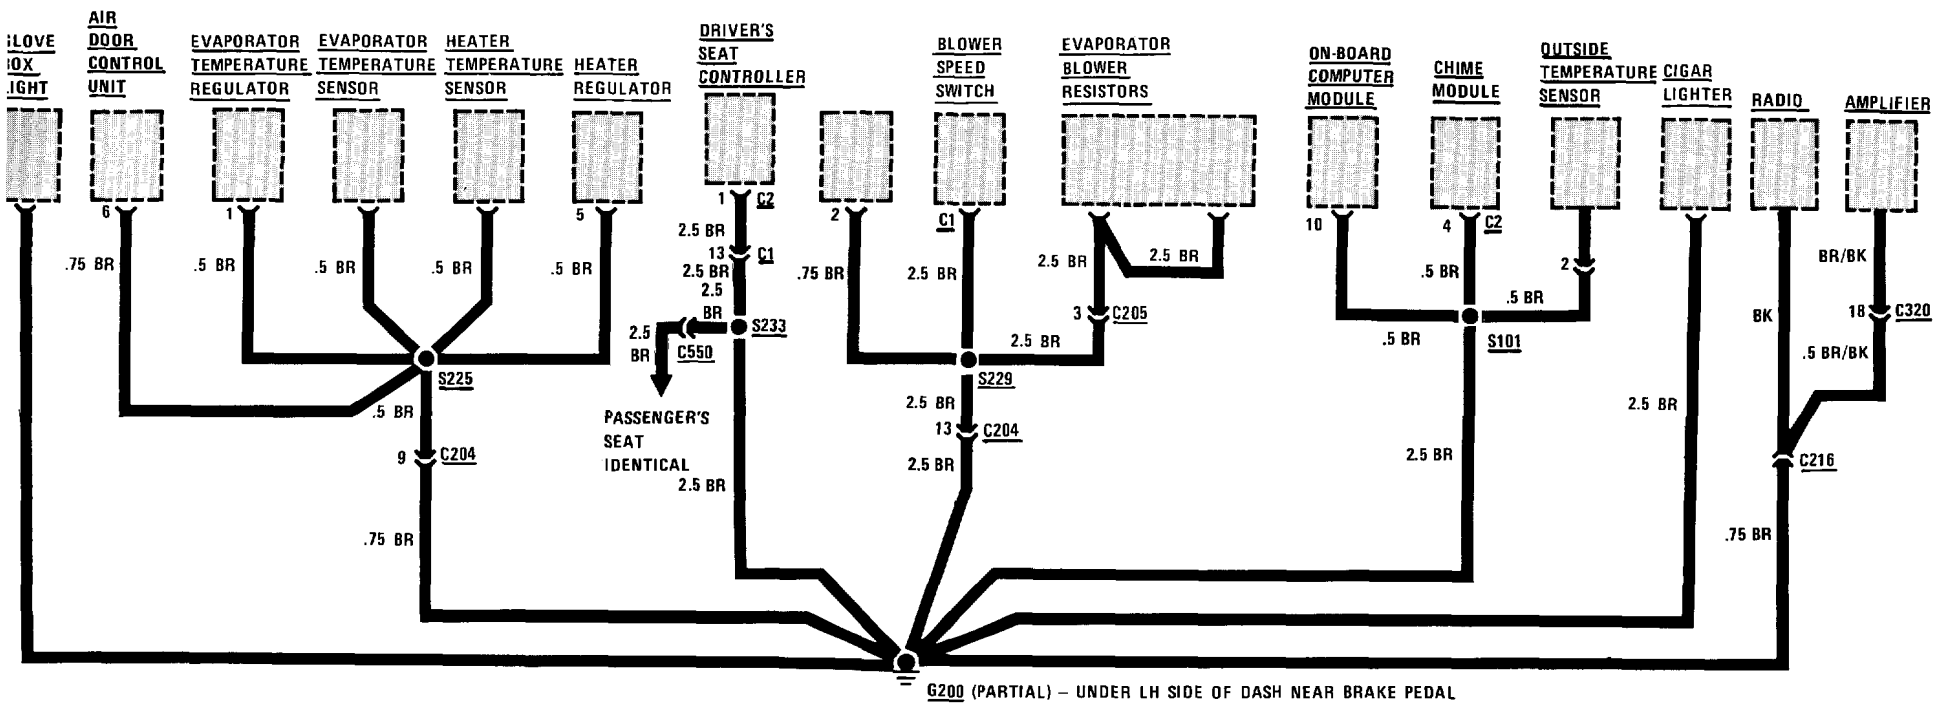 AIR
DOOR
CONTROL
UNIT
EVAPORATOR
TEMPERATURE
REGULATOR
EVAPORATOR
TEMPERATURE
SENSOR
HEATER
TEMPERATURE
SENSOR
HEATER
REGULATOR
DRIVER'S
SEAT
CONTROLLER
BLOWER
SPEED
SWITCH
EVAPORATOR
BLOWER
RESISTORS
ON-BOARD
COMPUTER
MODULE
CHIME
MODULE
OUTSIDE
TEMPERATURE
SENSOR
CIGAR
LIGHTER
RADIO
AMPLIFIER
6
1
5
1 C2
2
C1
10
4 C2
2.5 BR
13 C1
2.5 BR
2.5
BR
.75 BR
.5 BR
.5 BR
.5 BR
.5 BR
.75 BR
2.5 BR
2.5 BR
2.5 BR
.5 BR
2
.5 BR
BR/BK
3 C205
18 C320
BK
2.5
BR
C550
S233
2.5 BR
.5 BR
S101
.5 BR/BK
S225
S229
.5 BR
2.5 BR
2.5 BR
PASSENGER'S
SEAT
IDENTICAL
13 C204
9 C204
2.5 BR
2.5 BR
2.5 BR
C216
.75 BR
.75 BR
G200 (PARTIAL) – UNDER LH SIDE OF DASH NEAR BRAKE PEDAL